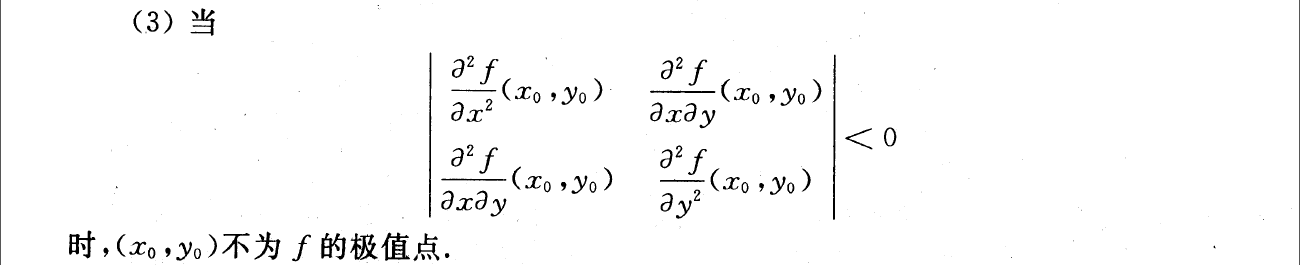 (3) 当
| ∂²f/∂x²(x₀,y₀) ∂²f/∂x∂y(x₀,y₀) |
| ∂²f/∂x∂y(x₀,y₀) ∂²f/∂y²(x₀,y₀) | < 0
时,(x₀,y₀)不为 f 的极值点.